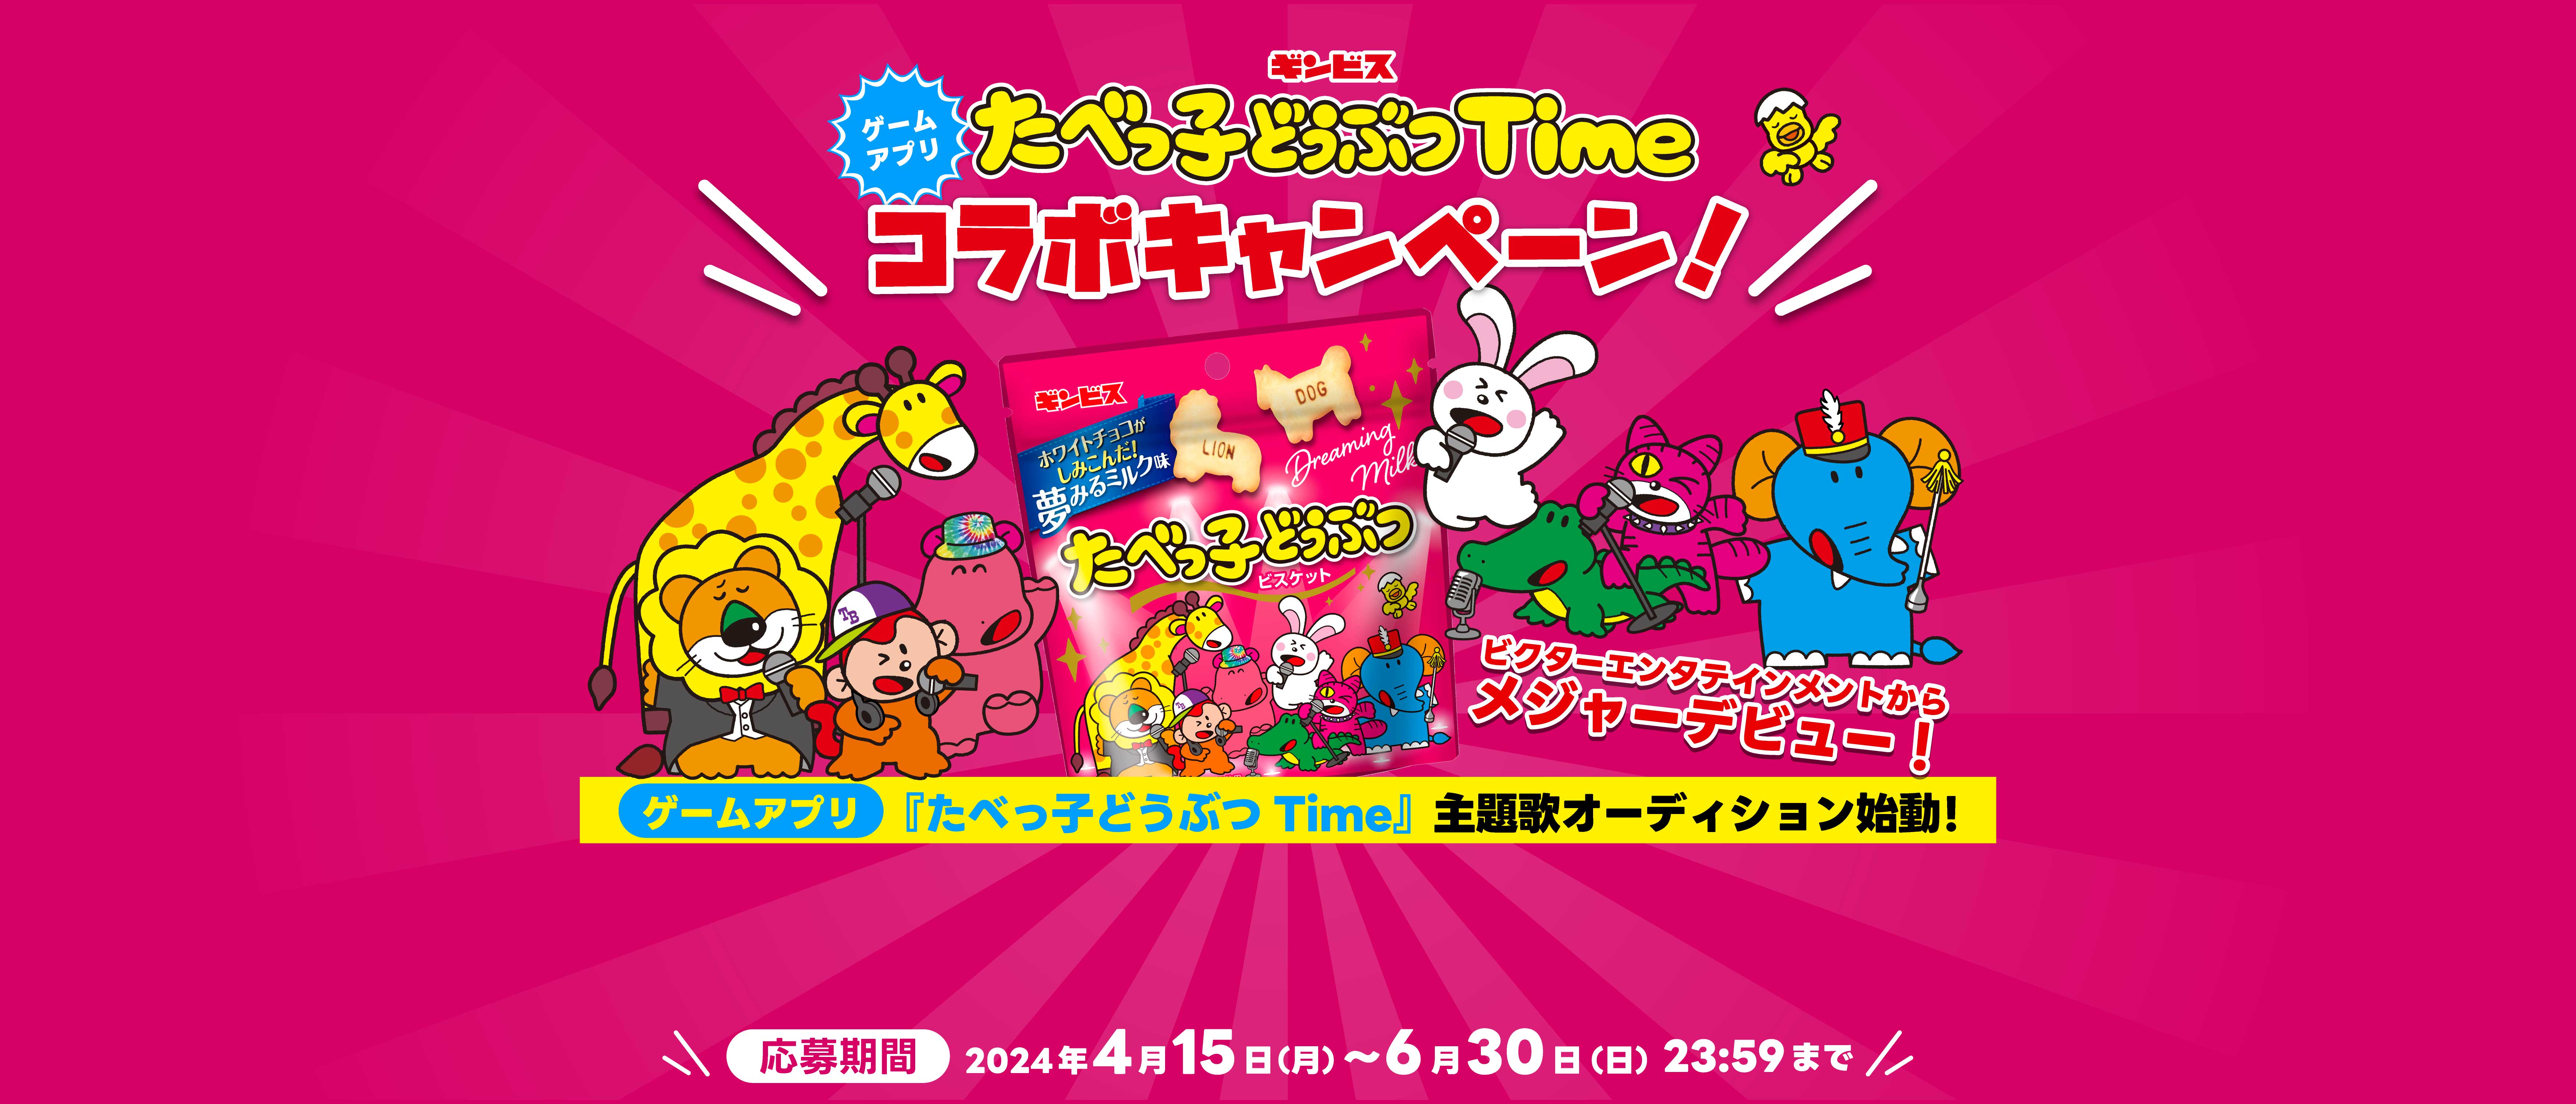 ギンビス
ゲーム
アプリ
たべっ子どうぶつTime
コラボキャンペーン!
ギンビス
ホワイトチョコが
しみこんだ!
夢みるミルク味
LION
DOG
Dreaming
Milk
たべっ子どうぶつ
ビスケット
TB
TB
ビクターエンタテインメントから
メジャーデビュー!
ゲームアプリ『たべっ子どうぶつ Time』主題歌オーディション始動!
応募期間 2024年4月15日(月)〜6月30日(日) 23:59まで